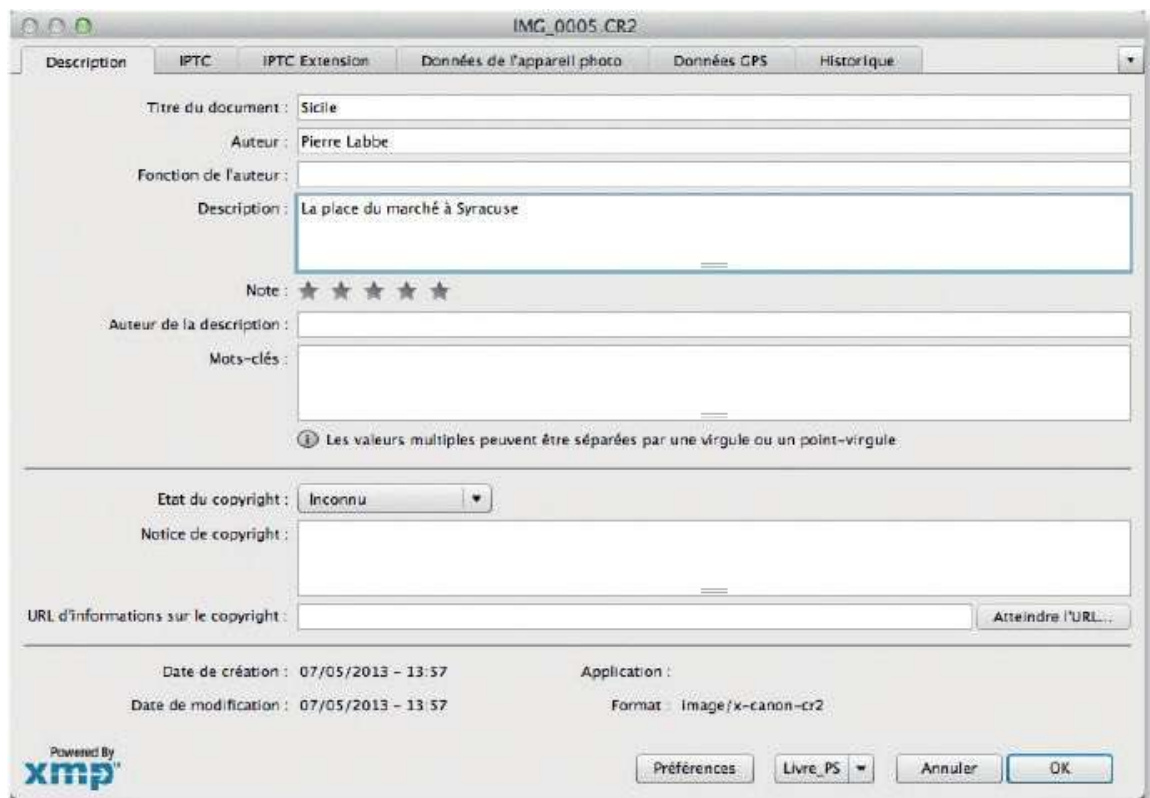 IMG_0005.CR2
Description IPTC IPTC Extension Données de l'appareil photo Données GPS Historique
Titre du document : Sicile
Auteur : Pierre Labbe
Fonction de l'auteur :
Description : La place du marché à Syracuse
Note :
Auteur de la description :
Mots-clés :
Les valeurs multiples peuvent être séparées par une virgule ou un point-virgule
Etat du copyright : Inconnu
Notice de copyright :
URL d'informations sur le copyright : Atteindre l'URL...
Date de création : 07/05/2013 - 13:57 Application :
Date de modification : 07/05/2013 - 13:57 Format : image/x-canon-cr2
Powered By
xmp™
Préférences Livre_PS Annuler OK